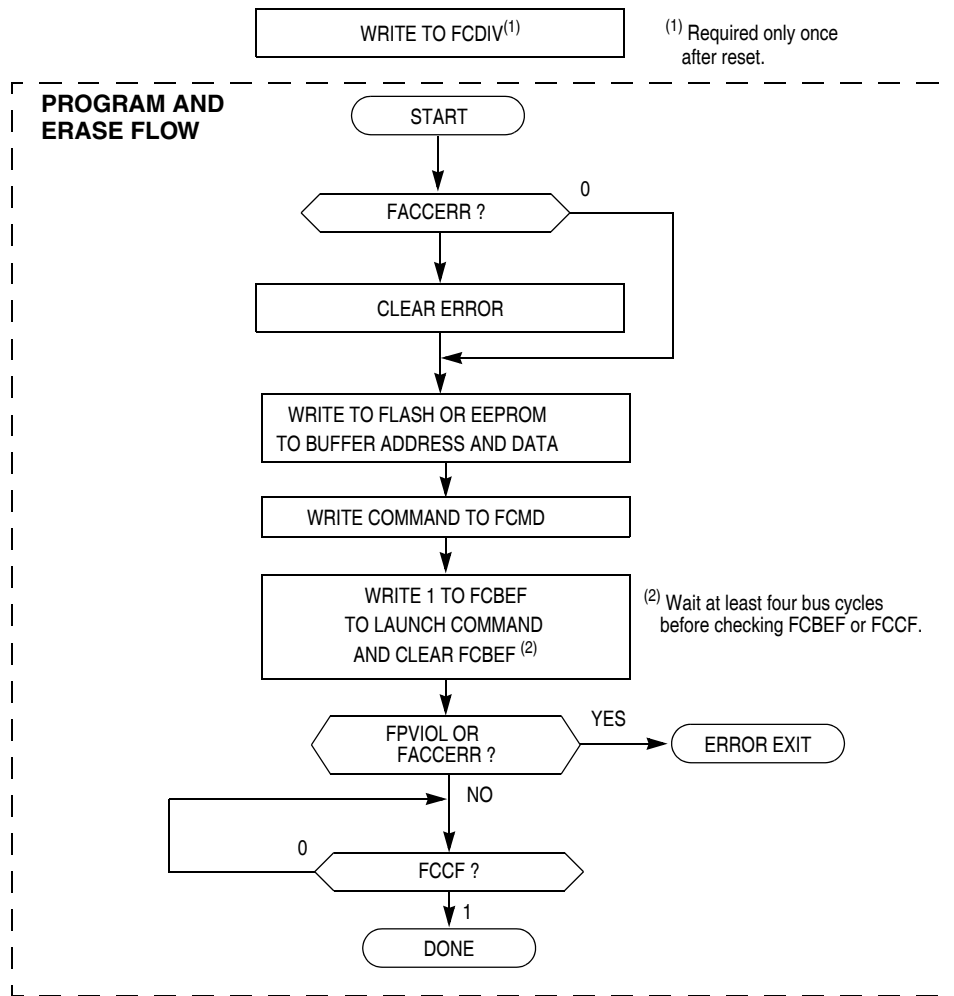 WRITE TO FCDIV(1)
(1) Required only once
after reset.
PROGRAM AND
ERASE FLOW
START
0
FACCERR ?
CLEAR ERROR
WRITE TO FLASH OR EEPROM
TO BUFFER ADDRESS AND DATA
WRITE COMMAND TO FCMD
WRITE 1 TO FCBEF
TO LAUNCH COMMAND
AND CLEAR FCBEF (2)
(2) Wait at least four bus cycles
before checking FCBEF or FCCF.
FPVIOL OR
FACCERR ?
YES
ERROR EXIT
NO
0
FCCF ?
1
DONE